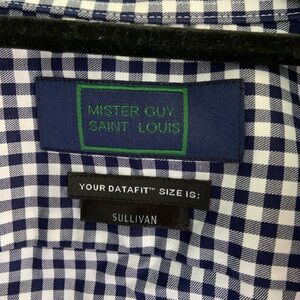 MISTER GUY
SAINT LOUIS
YOUR DATAFIT™ SIZE IS:
SULLIVAN